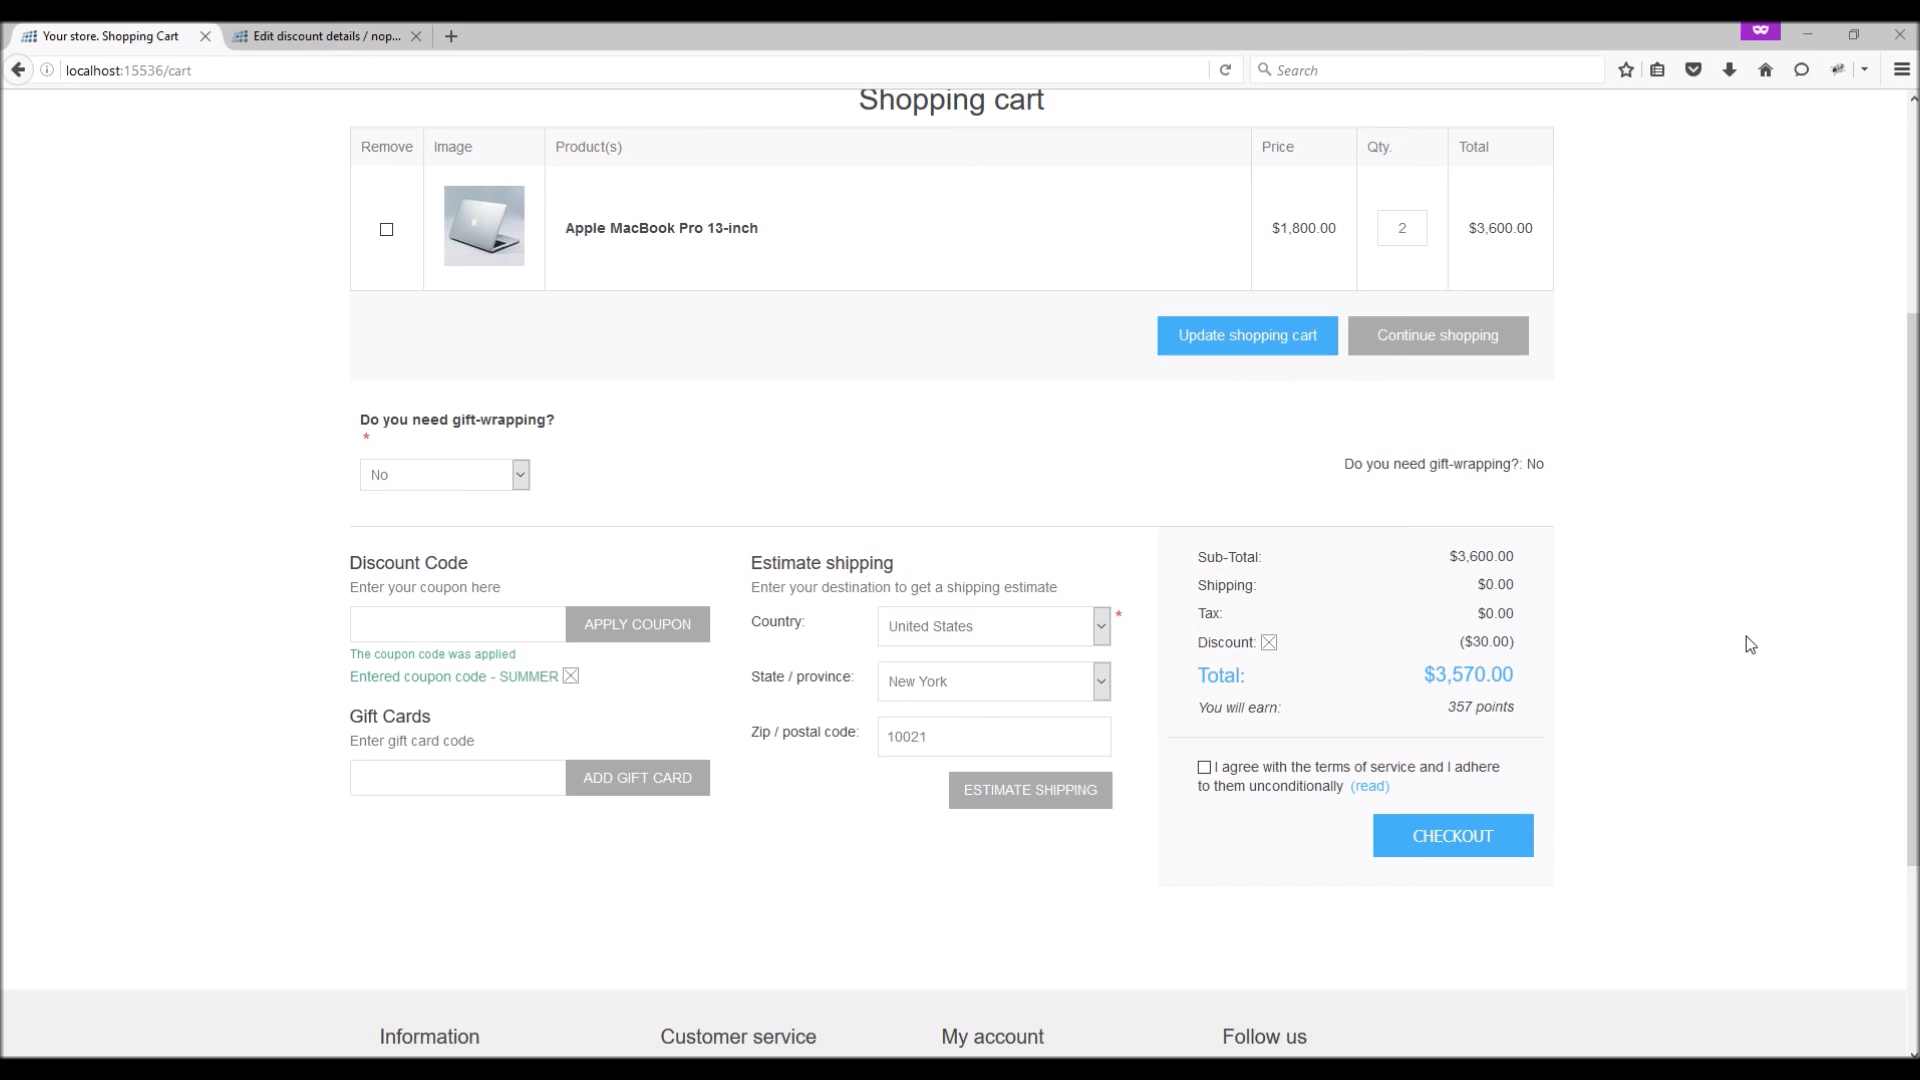 Your store. Shopping Cart
Edit discount details / nop...
localhost:15536/cart
Search
Shopping cart
Remove Image Product(s) Price Qty. Total
Apple MacBook Pro 13-inch $1,800.00 2 $3,600.00
Update shopping cart Continue shopping
Do you need gift-wrapping?
*
No
Do you need gift-wrapping?: No
Discount Code
Enter your coupon here
APPLY COUPON
The coupon code was applied
Entered coupon code - SUMMER
Gift Cards
Enter gift card code
ADD GIFT CARD
Estimate shipping
Enter your destination to get a shipping estimate
Country: United States *
State / province: New York
Zip / postal code: 10021
ESTIMATE SHIPPING
Sub-Total: $3,600.00
Shipping: $0.00
Tax: $0.00
Discount: ($30.00)
Total: $3,570.00
You will earn: 357 points
I agree with the terms of service and I adhere
to them unconditionally (read)
CHECKOUT
Information Customer service My account Follow us